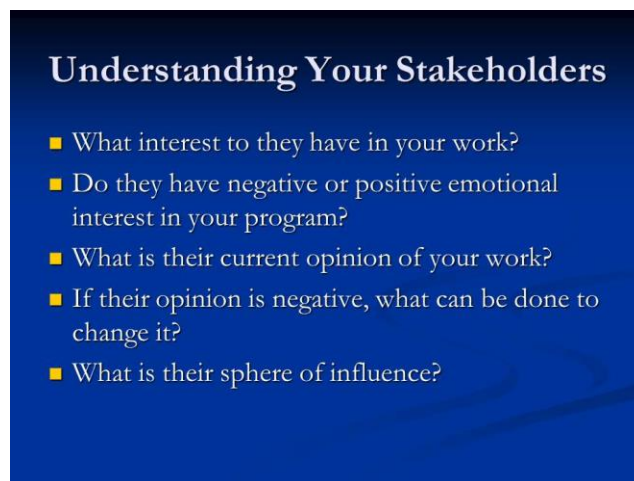 Understanding Your Stakeholders
What interest to they have in your work?
Do they have negative or positive emotional
interest in your program?
What is their current opinion of your work?
If their opinion is negative, what can be done to
change it?
What is their sphere of influence?